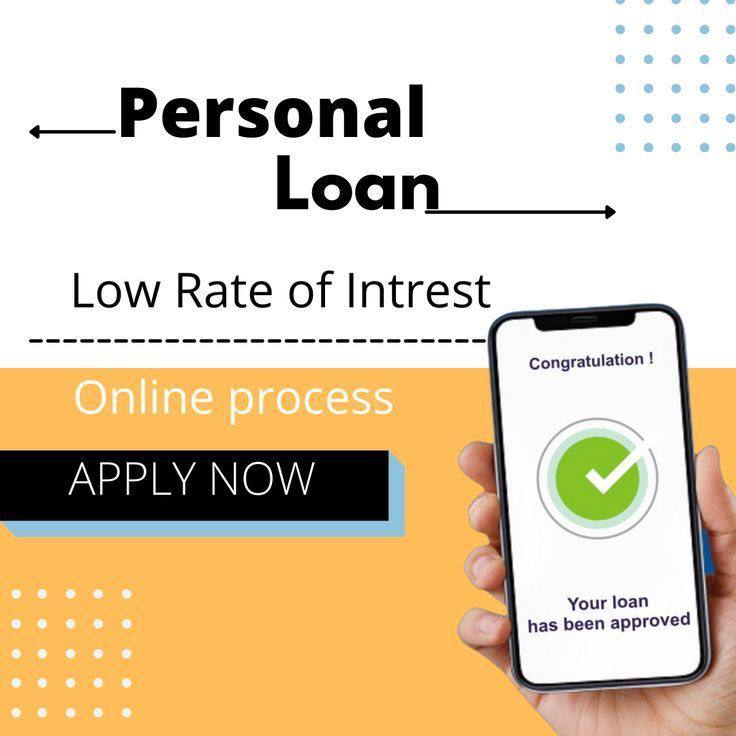 Personal
Loan
Low Rate of Intrest
Online process
APPLY NOW
Congratulation !
Your loan
has been approved